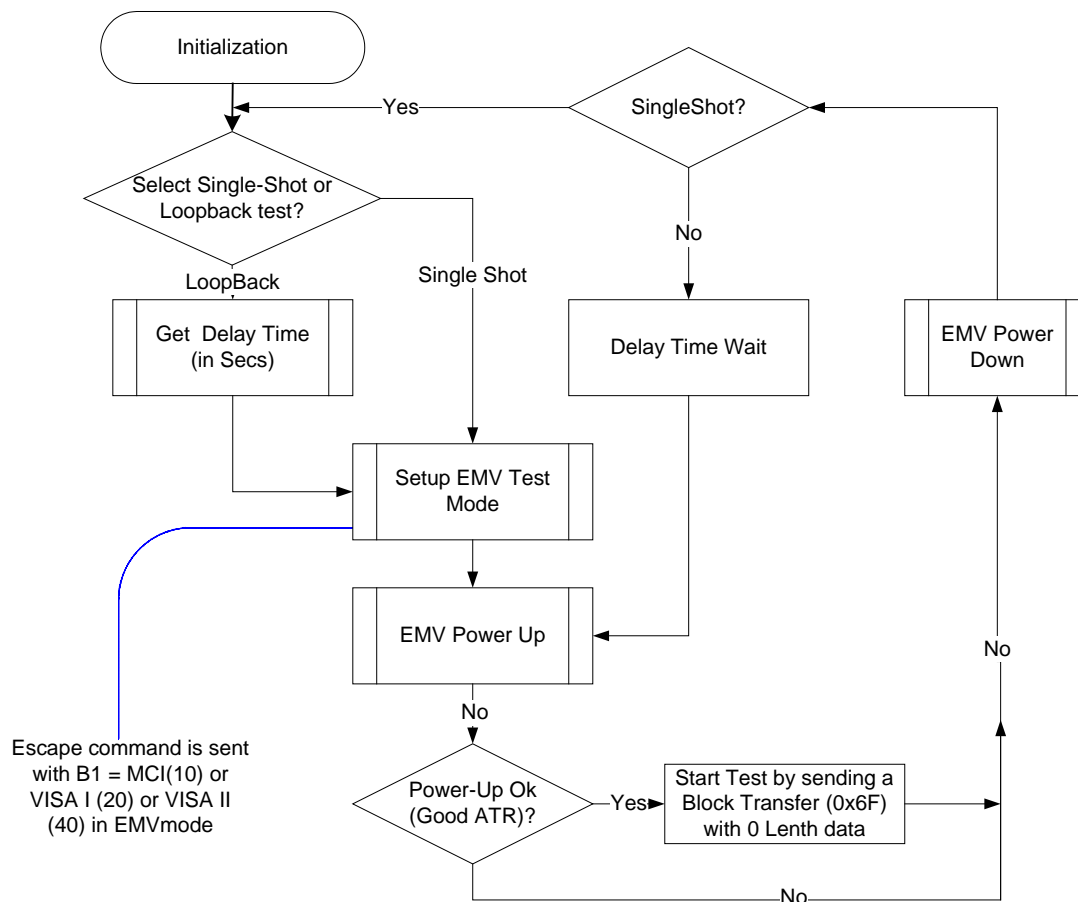 Initialization
Yes
SingleShot?
Select Single-Shot or
Loopback test?
No
LoopBack
Single Shot
Get Delay Time
(in Secs)
Delay Time Wait
EMV Power
Down
Setup EMV Test
Mode
EMV Power Up
No
No
Escape command is sent
with B1 = MCI(10) or
VISA I (20) or VISA II
(40) in EMVmode
Power-Up Ok
(Good ATR)?
Yes
Start Test by sending a
Block Transfer (0x6F)
with 0 Lenth data
No